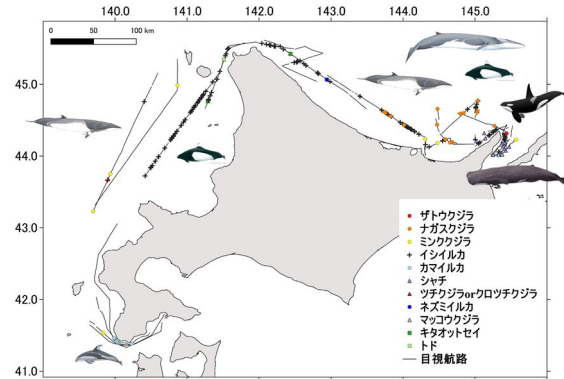 140.0 141.0 142.0 143.0 144.0 145.0
0 50 100 km
45.0
44.0
43.0
42.0
41.0
ザトウクジラ
ナガスクジラ
ミンククジラ
イシイルカ
カマイルカ
シャチ
ツチクジラorクロツチクジラ
ネズミイルカ
マッコウクジラ
キタオットセイ
トド
目視航路